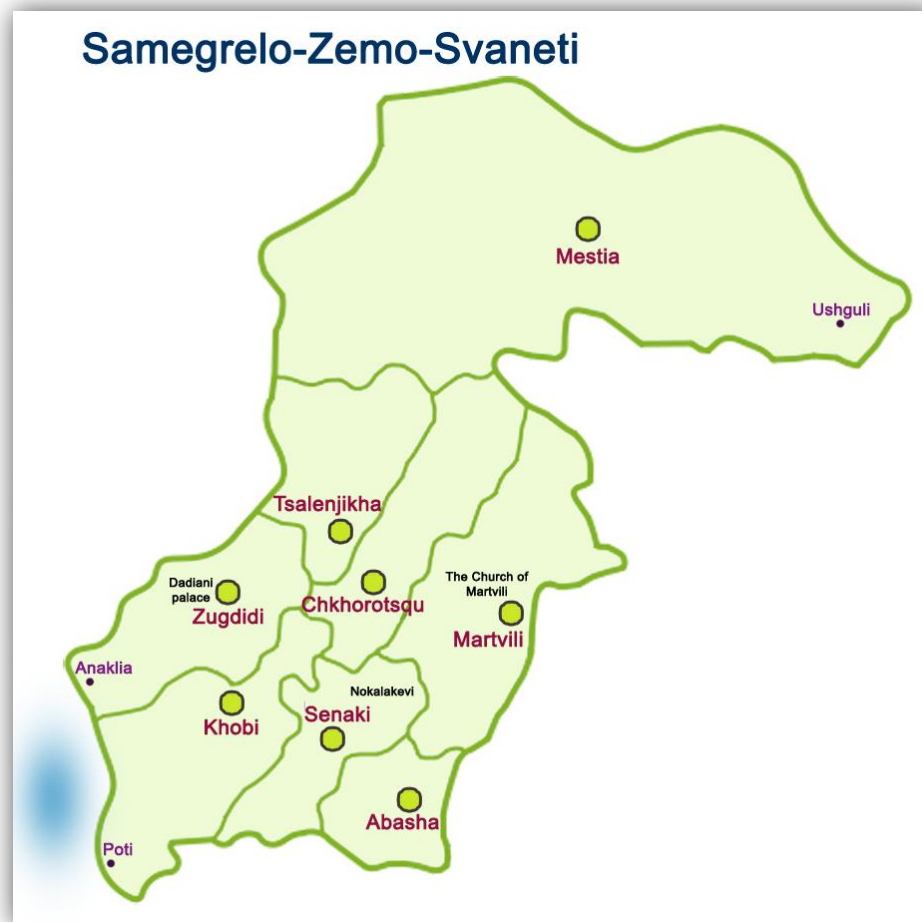 Samegrelo-Zemo-Svaneti
Mestia
Ushguli
Tsalenjikha
The Church of
Martvili
Dadiani
palace
Chkhorotsqu
Zugdidi
Martvili
Anaklia
Nokalakevi
Senaki
Khobi
Abasha
Poti